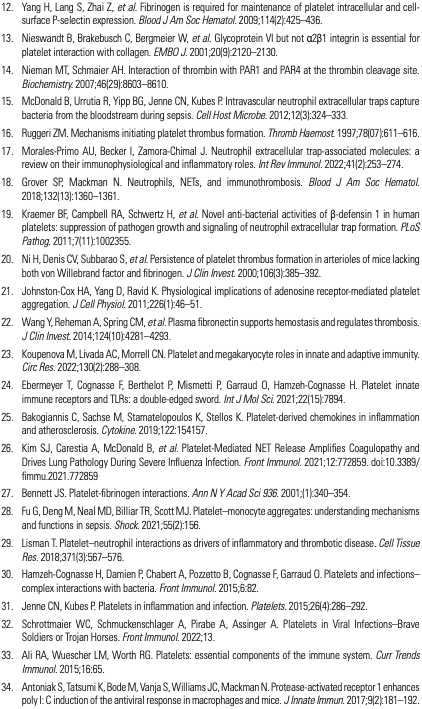 12. Yang H, Lang S, Zhai Z, et al. Fibrinogen is required for maintenance of platelet intracellular and cell-
surface P-selectin expression. Blood J Am Soc Hematol. 2009;114(2):425–436.
13. Nieswandt B, Brakebusch C, Bergmeier W, et al. Glycoprotein VI but not α2β1 integrin is essential for
platelet interaction with collagen. EMBO J. 2001;20(9):2120–2130.
14. Nieman MT, Schmaier AH. Interaction of thrombin with PAR1 and PAR4 at the thrombin cleavage site.
Biochemistry. 2007;46(29):8603–8610.
15. McDonald B, Urrutia R, Yipp BG, Jenne CN, Kubes P. Intravascular neutrophil extracellular traps capture
bacteria from the bloodstream during sepsis. Cell Host Microbe. 2012;12(3):324–333.
16. Ruggeri ZM. Mechanisms initiating platelet thrombus formation. Thromb Haemost. 1997;78(07):611–616.
17. Morales-Primo AU, Becker I, Zamora-Chimal J. Neutrophil extracellular trap-associated molecules: a
review on their immunophysiological and inflammatory roles. Int Rev Immunol. 2022;41(2):253–274.
18. Grover SP, Mackman N. Neutrophils, NETs, and immunothrombosis. Blood J Am Soc Hematol.
2018;132(13):1360–1361.
19. Kraemer BF, Campbell RA, Schwertz H, et al. Novel anti-bacterial activities of β-defensin 1 in human
platelets: suppression of pathogen growth and signaling of neutrophil extracellular trap formation. PLoS
Pathog. 2011;7(11):1002355.
20. Ni H, Denis CV, Subbarao S, et al. Persistence of platelet thrombus formation in arterioles of mice lacking
both von Willebrand factor and fibrinogen. J Clin Invest. 2000;106(3):385–392.
21. Johnston-Cox HA, Yang D, Ravid K. Physiological implications of adenosine receptor-mediated platelet
aggregation. J Cell Physiol. 2011;226(1):46–51.
22. Wang Y, Reheman A, Spring CM, et al. Plasma fibronectin supports hemostasis and regulates thrombosis.
J Clin Invest. 2014;124(10):4281–4293.
23. Koupenova M, Livada AC, Morrell CN. Platelet and megakaryocyte roles in innate and adaptive immunity.
Circ Res. 2022;130(2):288–308.
24. Ebermeyer T, Cognasse F, Berthelot P, Mismetti P, Garraud O, Hamzeh-Cognasse H. Platelet innate
immune receptors and TLRs: a double-edged sword. Int J Mol Sci. 2021;22(15):7894.
25. Bakogiannis C, Sachse M, Stamatelopoulos K, Stellos K. Platelet-derived chemokines in inflammation
and atherosclerosis. Cytokine. 2019;122:154157.
26. Kim SJ, Carestia A, McDonald B, et al. Platelet-Mediated NET Release Amplifies Coagulopathy and
Drives Lung Pathology During Severe Influenza Infection. Front Immunol. 2021;12:772859. doi:10.3389/
fimmu.2021.772859
27. Bennett JS. Platelet-fibrinogen interactions. Ann N Y Acad Sci 936. 2001;(1):340–354.
28. Fu G, Deng M, Neal MD, Billiar TR, Scott MJ. Platelet–monocyte aggregates: understanding mechanisms
and functions in sepsis. Shock. 2021;55(2):156.
29. Lisman T. Platelet–neutrophil interactions as drivers of inflammatory and thrombotic disease. Cell Tissue
Res. 2018;371(3):567–576.
30. Hamzeh-Cognasse H, Damien P, Chabert A, Pozzetto B, Cognasse F, Garraud O. Platelets and infections–
complex interactions with bacteria. Front Immunol. 2015;6:82.
31. Jenne CN, Kubes P. Platelets in inflammation and infection. Platelets. 2015;26(4):286–292.
32. Schrottmaier WC, Schmuckenschlager A, Pirabe A, Assinger A. Platelets in Viral Infections–Brave
Soldiers or Trojan Horses. Front Immunol. 2022;13.
33. Ali RA, Wuescher LM, Worth RG. Platelets: essential components of the immune system. Curr Trends
Immunol. 2015;16:65.
34. Antoniak S, Tatsumi K, Bode M, Vanja S, Williams JC, Mackman N. Protease-activated receptor 1 enhances
poly I: C induction of the antiviral response in macrophages and mice. J Innate Immun. 2017;9(2):181–192.